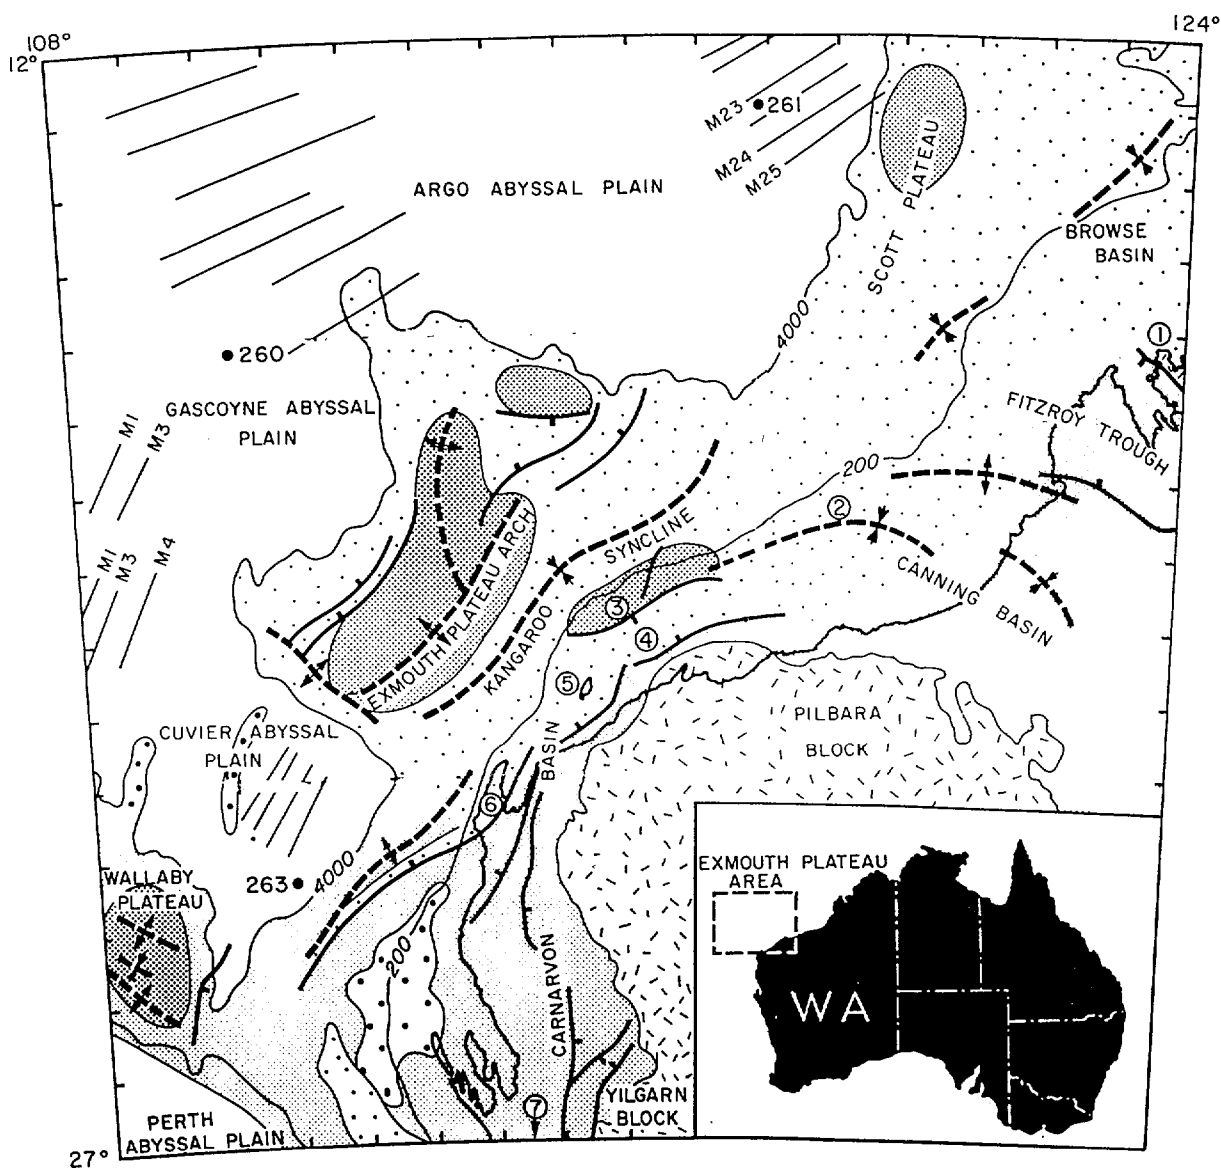 108°
124°
12°
M23
261
M24
M25
ARGO ABYSSAL PLAIN
SCOTT PLATEAU
BROWSE
BASIN
4000
1
260
GASCOYNE ABYSSAL
PLAIN
FITZROY TROUGH
M1
M3
200
2
M1
M3
M4
EXMOUTH PLATEAU ARCH
KANGAROO SYNCLINE
CANNING BASIN
3
4
5
PILBARA
BLOCK
CUVIER ABYSSAL
PLAIN
6
263
4000
WALLABY
PLATEAU
200
CARNARVON BASIN
EXMOUTH PLATEAU
AREA
WA
7
YILGARN
BLOCK
PERTH
ABYSSAL PLAIN
27°